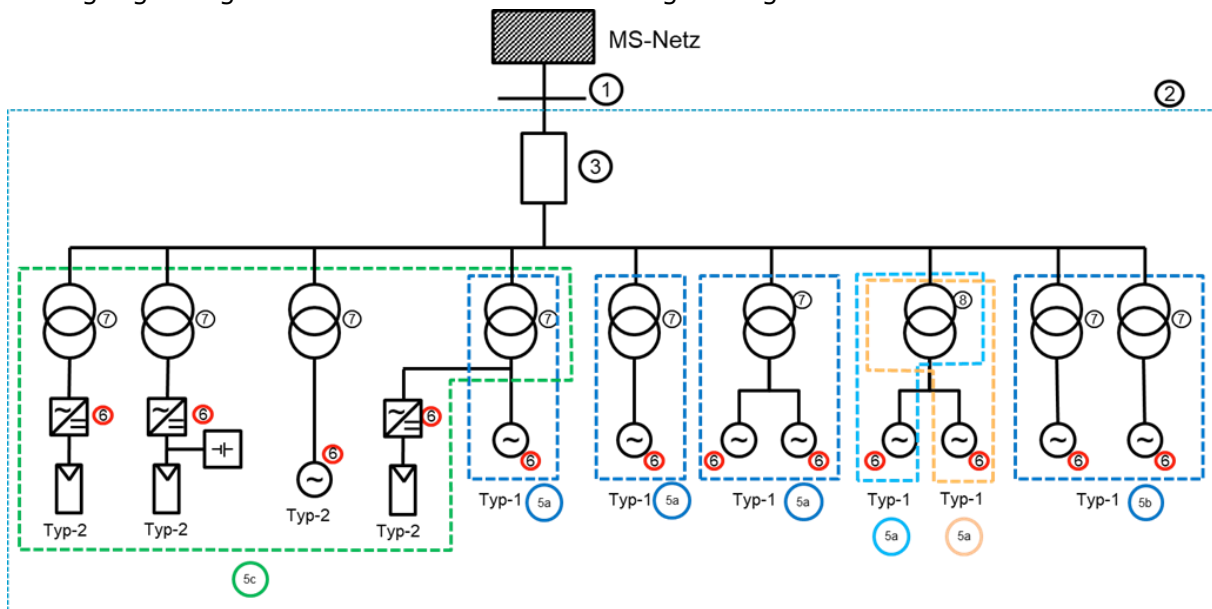 MS-Netz
1
2
3
7 7 7 7 7 7 8 7 7
6 6 6 6
6 6 6 6 6 6 6 6
Typ-2 Typ-2 Typ-2 Typ-2 Typ-1 5a Typ-1 5a Typ-1 5a Typ-1 Typ-1 Typ-1 5b
5a 5a
5c